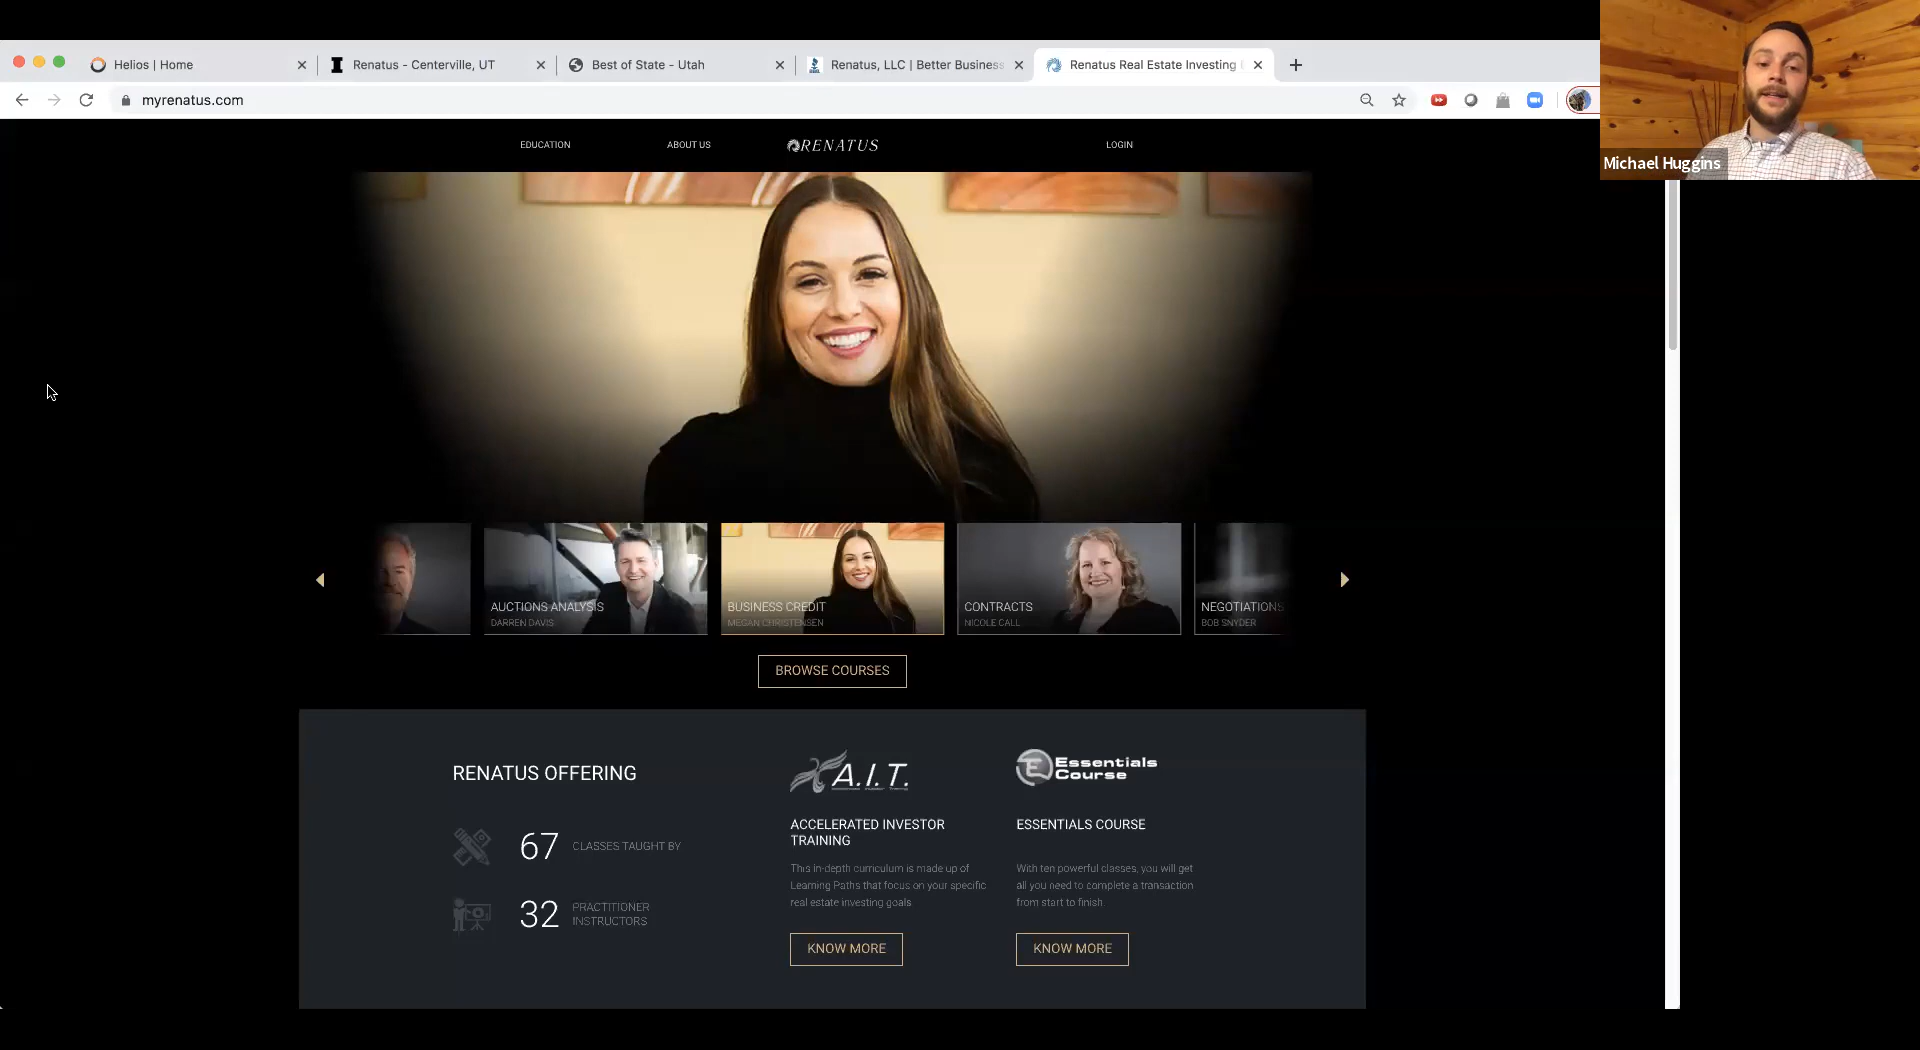 Helios | Home
Renatus - Centerville, UT
Best of State - Utah
Renatus, LLC | Better Business
Renatus Real Estate Investing
myrenatus.com
Michael Huggins
EDUCATION
ABOUT US
RENATUS
LOGIN
AUCTIONS ANALYSIS
DARREN DAVIS
BUSINESS CREDIT
MEGAN CHRISTENSEN
CONTRACTS
NICOLE CALL
NEGOTIATIONS
BOB SNYDER
BROWSE COURSES
RENATUS OFFERING
67 CLASSES TAUGHT BY
32 PRACTITIONER
INSTRUCTORS
A.I.T.
ACCELERATED INVESTOR
TRAINING
This in-depth curriculum is made up of
Learning Paths that focus on your specific
real estate investing goals.
KNOW MORE
Essentials
Course
ESSENTIALS COURSE
With ten powerful classes, you will get
all you need to complete a transaction
from start to finish.
KNOW MORE